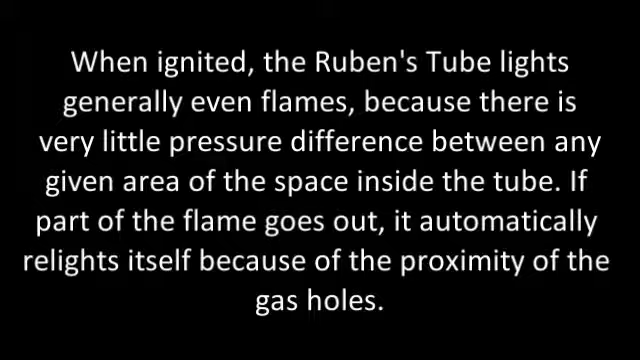 When ignited, the Ruben's Tube lights
generally even flames, because there is
very little pressure difference between any
given area of the space inside the tube. If
part of the flame goes out, it automatically
relights itself because of the proximity of the
gas holes.